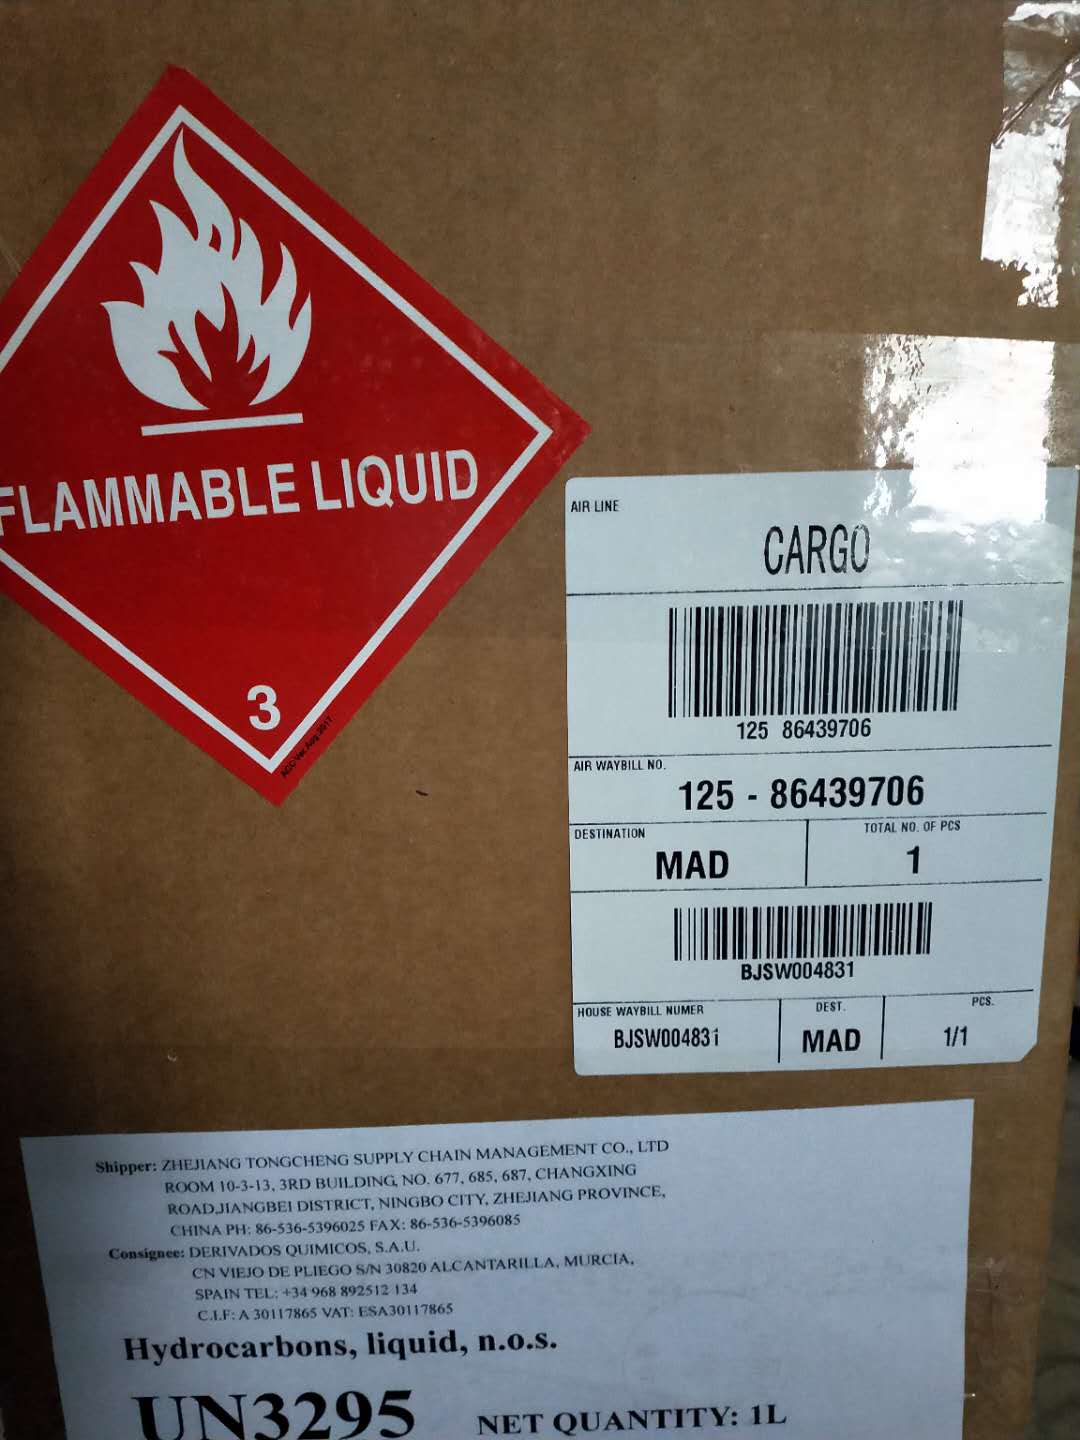 FLAMMABLE LIQUID
3
AIR LINE
CARGO
125 86439706
AIR WAYBILL NO.
125 - 86439706
DESTINATION
MAD
TOTAL NO. OF PCS
1
BJSW004831
HOUSE WAYBILL NUMER
BJSW004831
DEST.
MAD
PCS.
1/1
Shipper: ZHEJIANG TONGCHENG SUPPLY CHAIN MANAGEMENT CO., LTD
ROOM 10-3-13, 3RD BUILDING, NO. 677, 685, 687, CHANGXING
ROAD,JIANGBEI DISTRICT, NINGBO CITY, ZHEJIANG PROVINCE,
CHINA PH: 86-536-5396025 FAX: 86-536-5396085
Consignee: DERIVADOS QUIMICOS, S.A.U.
CN VIEJO DE PLIEGO S/N 30820 ALCANTARILLA, MURCIA,
SPAIN TEL: +34 968 892512 134
C.I.F: A 30117865 VAT: ESA30117865
Hydrocarbons, liquid, n.o.s.
UN3295 NET QUANTITY: 1L